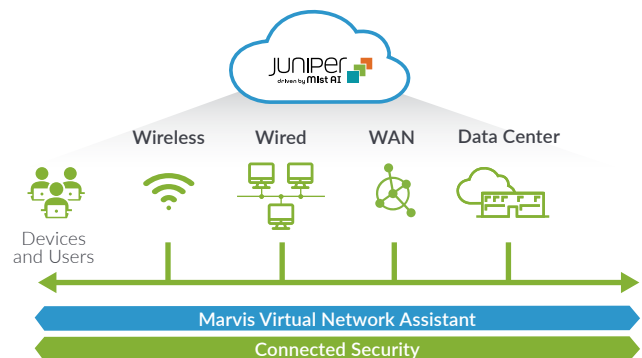 JUNIPER
driven by Mist AI
Wireless
Wired
WAN
Data Center
Devices
and Users
Marvis Virtual Network Assistant
Connected Security